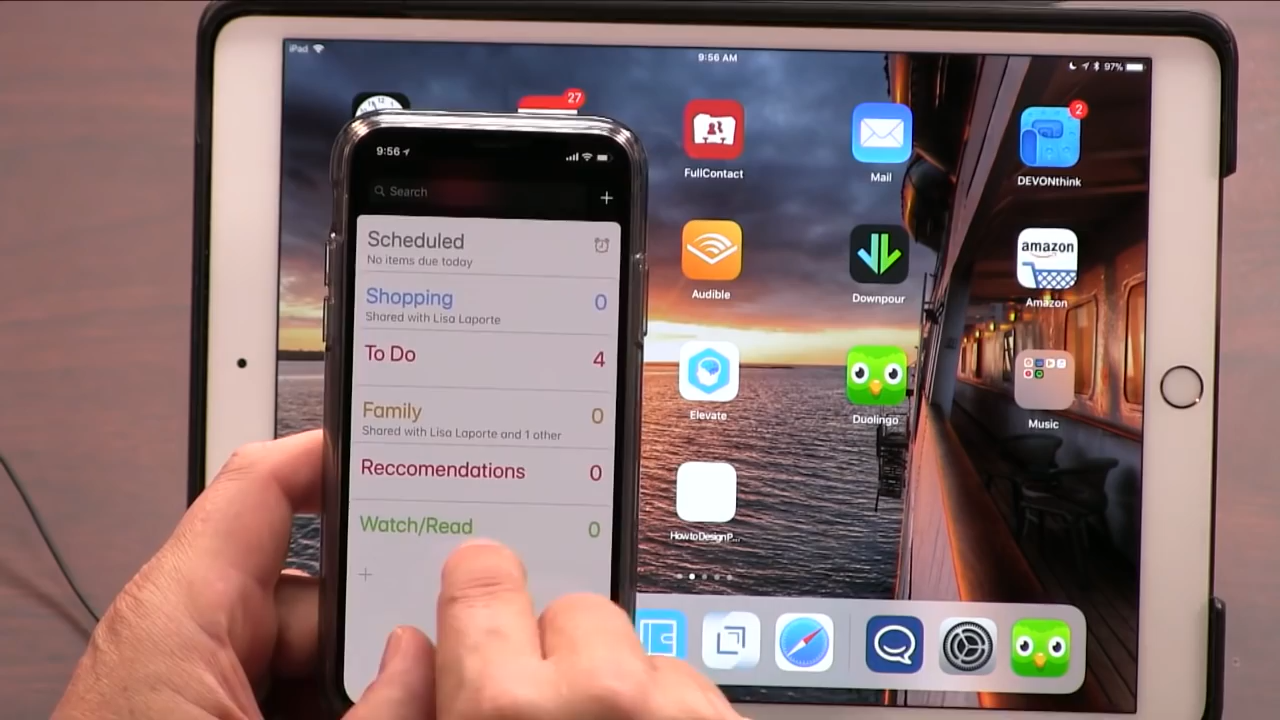 iPad
9:56 AM
97%
27
2
FullContact
Mail
DEVONthink
Audible
Downpour
amazon
Amazon
Elevate
Duolingo
Music
HowtoDesignP...
9:56
Search
Scheduled
No items due today
Shopping 0
Shared with Lisa Laporte
To Do 4
Family 0
Shared with Lisa Laporte and 1 other
Reccomendations 0
Watch/Read 0